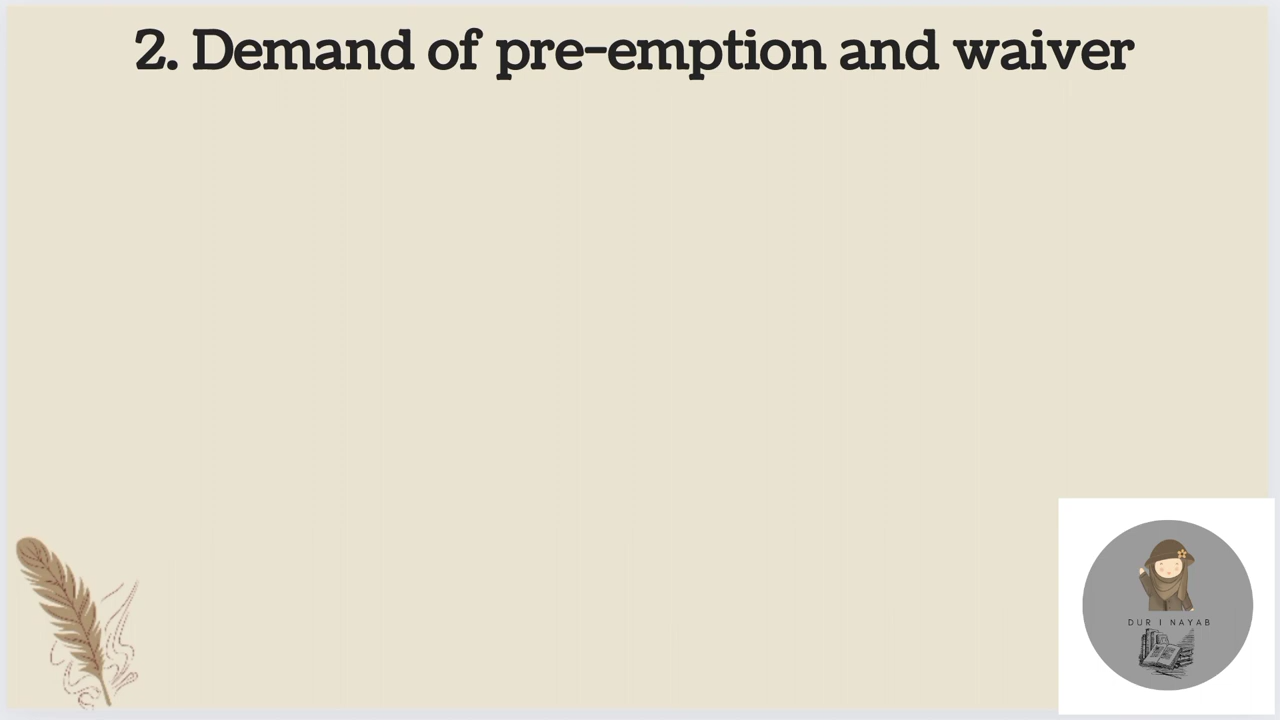 2. Demand of pre-emption and waiver
DUR I NAYAB